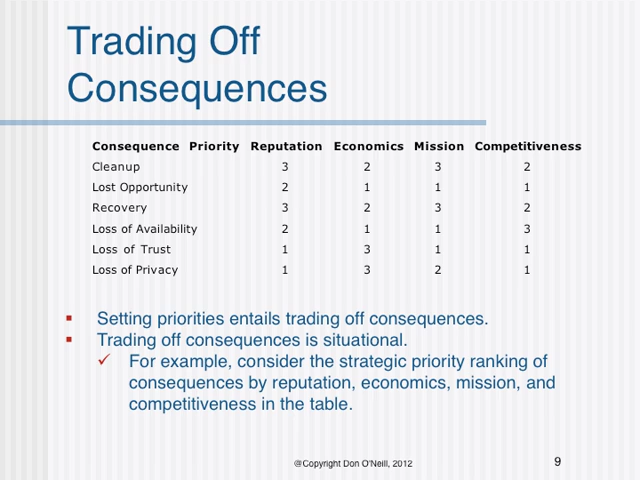 Trading Off
Consequences
Consequence Priority Reputation Economics Mission Competitiveness
Cleanup 3 2 3 2
Lost Opportunity 2 1 1 1
Recovery 3 2 3 2
Loss of Availability 2 1 1 3
Loss of Trust 1 3 1 1
Loss of Privacy 1 3 2 1
▪ Setting priorities entails trading off consequences.
▪ Trading off consequences is situational.
✓ For example, consider the strategic priority ranking of
consequences by reputation, economics, mission, and
competitiveness in the table.
@Copyright Don O'Neill, 2012
9